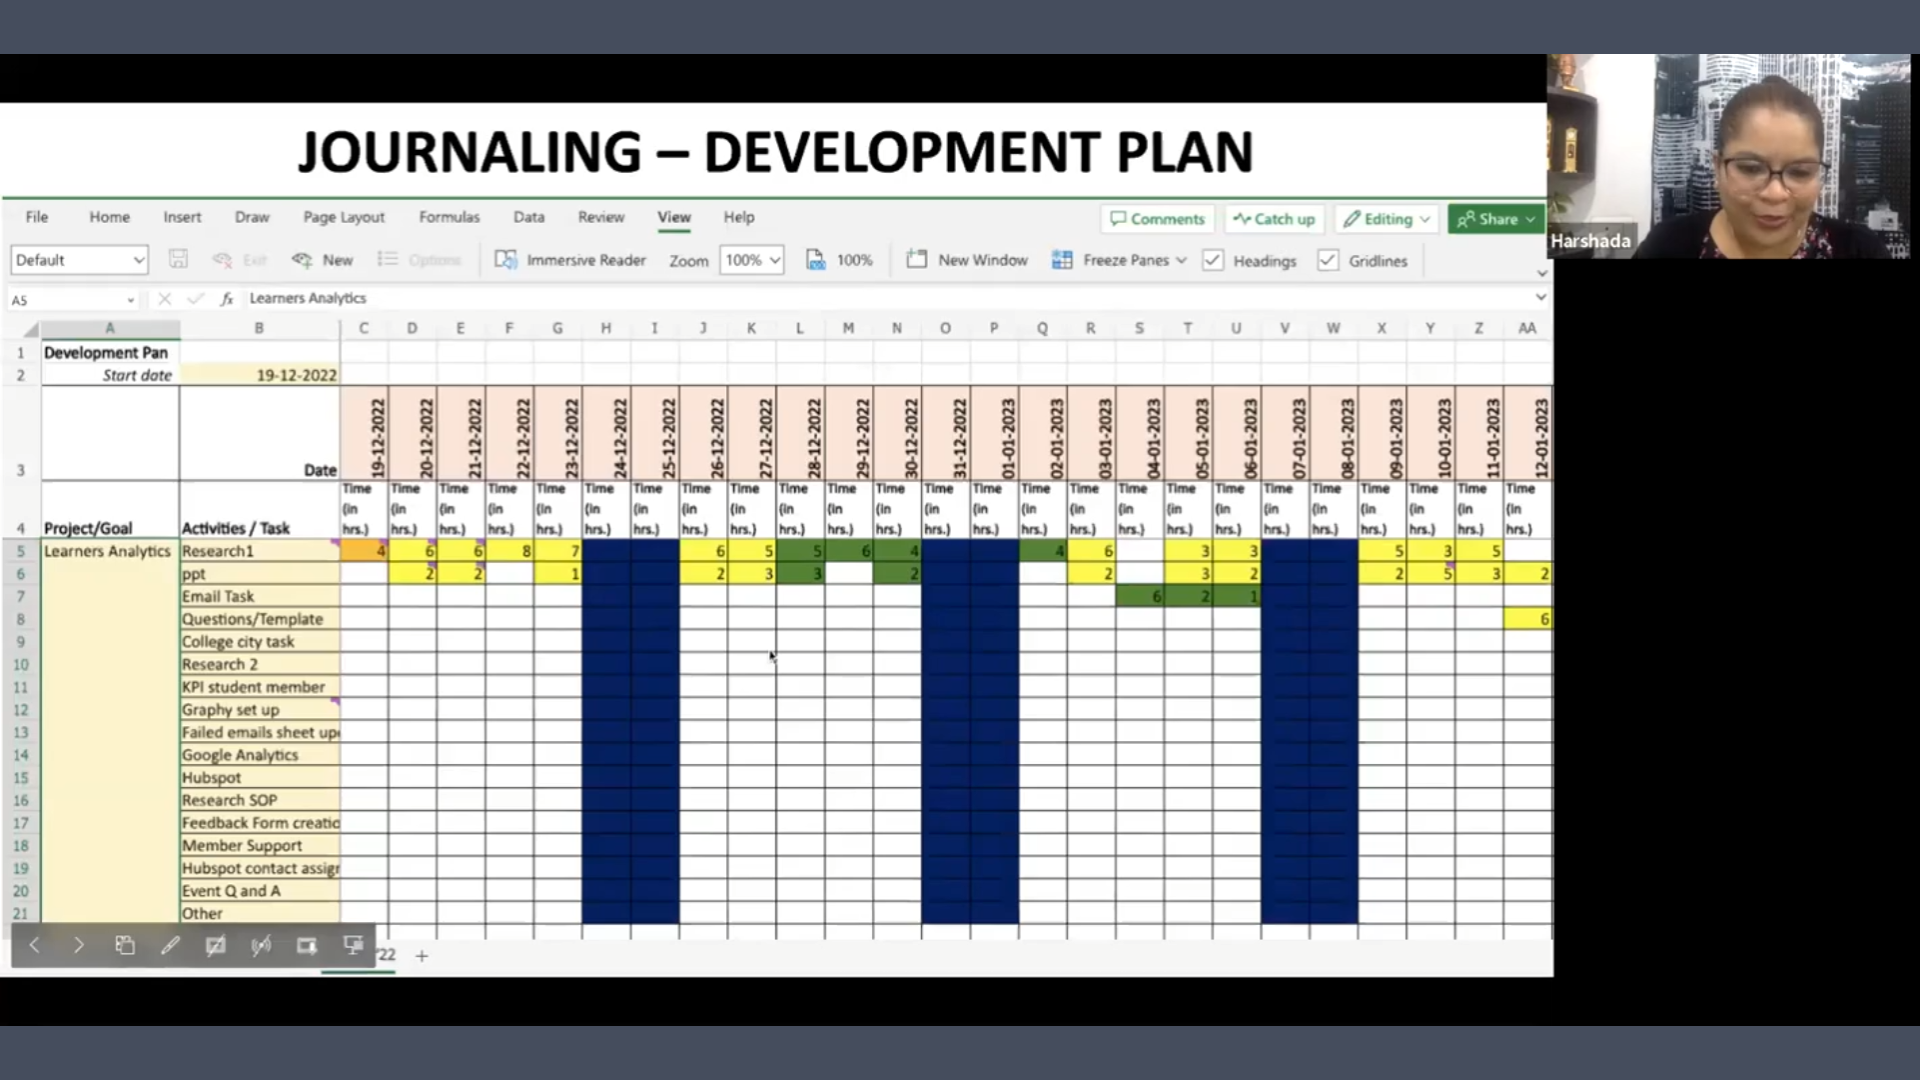 JOURNALING – DEVELOPMENT PLAN
File Home Insert Draw Page Layout Formulas Data Review View Help Comments Catch up Editing Share
Default Exit New Options Immersive Reader Zoom 100% 100% New Window Freeze Panes Headings Gridlines
Harshada
A5 fx Learners Analytics
A B C D E F G H I J K L M N O P Q R S T U V W X Y Z AA
1 Development Pan
2 Start date 19-12-2022
3 Date 19-12-2022 20-12-2022 21-12-2022 22-12-2022 23-12-2022 24-12-2022 25-12-2022 26-12-2022 27-12-2022 28-12-2022 29-12-2022 30-12-2022 31-12-2022 01-01-2023 02-01-2023 03-01-2023 04-01-2023 05-01-2023 06-01-2023 07-01-2023 08-01-2023 09-01-2023 10-01-2023 11-01-2023 12-01-2023
Time Time Time Time Time Time Time Time Time Time Time Time Time Time Time Time Time Time Time Time Time Time Time Time Time
(in (in (in (in (in (in (in (in (in (in (in (in (in (in (in (in (in (in (in (in (in (in (in (in (in
4 Project/Goal Activities / Task hrs.) hrs.) hrs.) hrs.) hrs.) hrs.) hrs.) hrs.) hrs.) hrs.) hrs.) hrs.) hrs.) hrs.) hrs.) hrs.) hrs.) hrs.) hrs.) hrs.) hrs.) hrs.) hrs.) hrs.) hrs.)
5 Learners Analytics Research1 4 6 6 8 7 6 5 5 6 4 4 6 3 3 5 3 5
6 ppt 2 2 1 2 3 3 2 2 3 2 2 5 3 2
7 Email Task 6 2 1
8 Questions/Template 6
9 College city task
10 Research 2
11 KPI student member
12 Graphy set up
13 Failed emails sheet up
14 Google Analytics
15 Hubspot
16 Research SOP
17 Feedback Form creatio
18 Member Support
19 Hubspot contact assign
20 Event Q and A
21 Other
'22 +